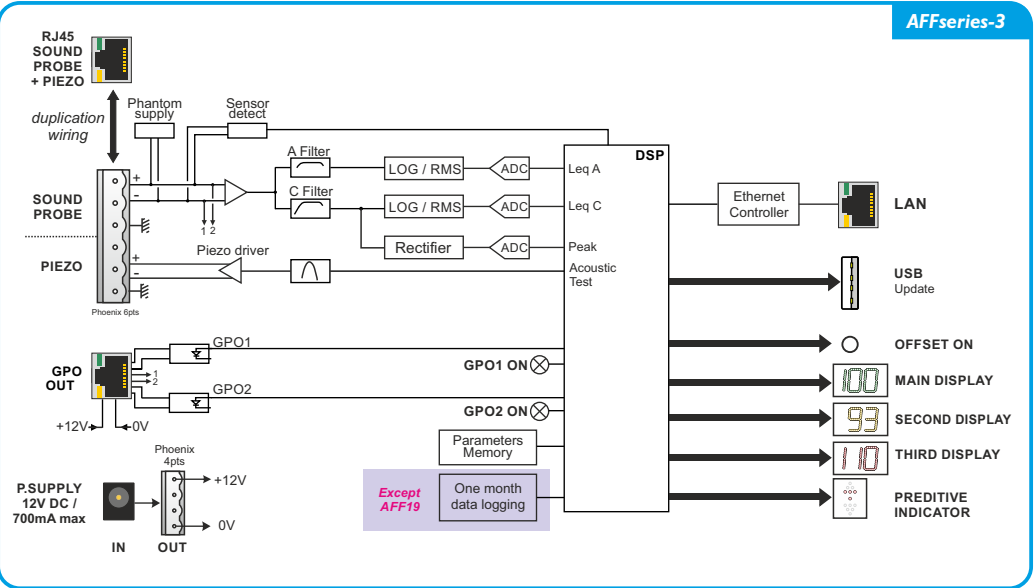 AFFseries-3
RJ45
SOUND
PROBE
+ PIEZO
duplication
wiring
Phantom
supply
Sensor
detect
A Filter
C Filter
LOG / RMS
ADC
LOG / RMS
ADC
Rectifier
ADC
DSP
Leq A
Leq C
Peak
Acoustic
Test
SOUND
PROBE
+
-
1 2
PIEZO
+
-
Piezo driver
Phoenix 6pts
Ethernet
Controller
LAN
USB
Update
OFFSET ON
100
MAIN DISPLAY
93
SECOND DISPLAY
110
THIRD DISPLAY
PREDITIVE
INDICATOR
GPO
OUT
GPO1
1
2
GPO2
+12V
0V
GPO1 ON
GPO2 ON
Parameters
Memory
Except
AFF19
One month
data logging
Phoenix
4pts
P.SUPPLY
12V DC /
700mA max
+12V
0V
IN
OUT